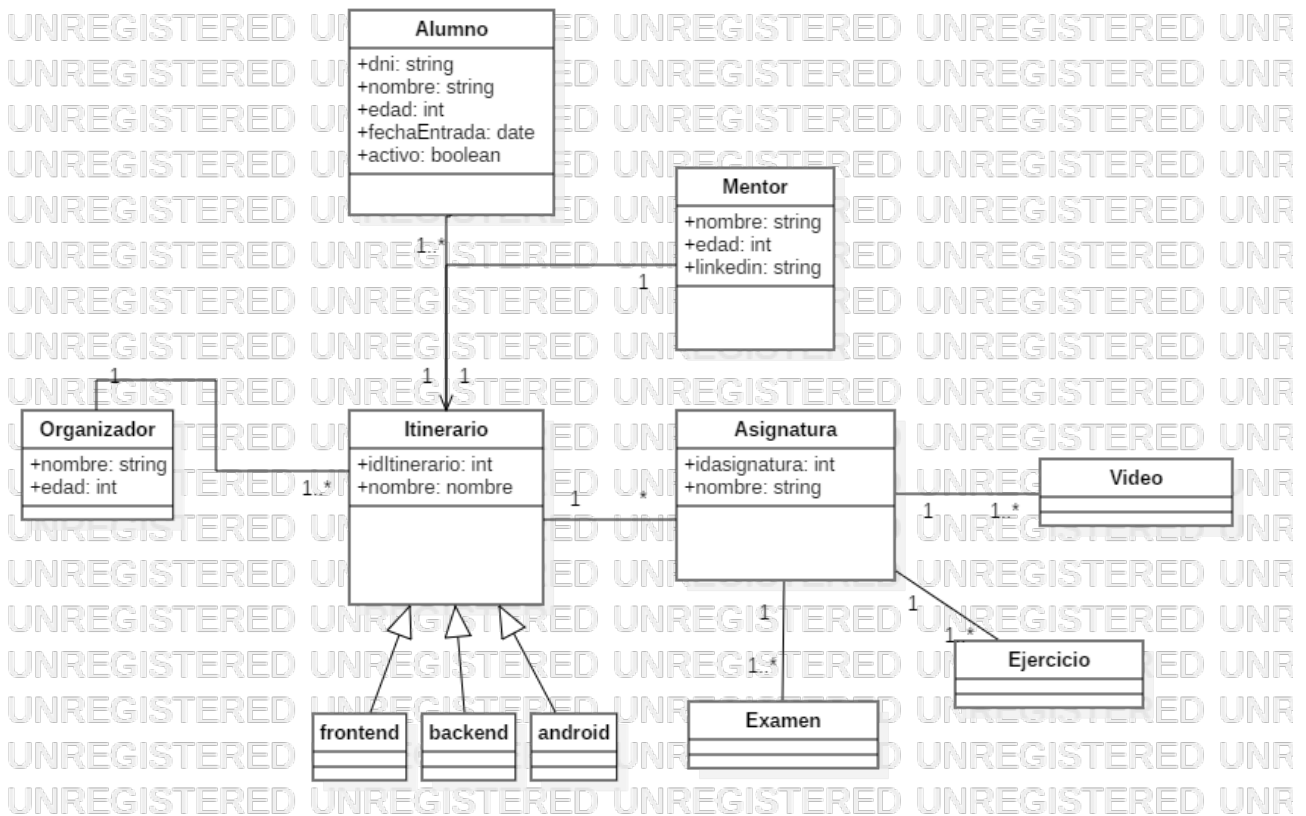 UNREGISTERED
Alumno
+dni: string
+nombre: string
+edad: int
+fechaEntrada: date
+activo: boolean
Mentor
+nombre: string
+edad: int
+linkedin: string
1..*
1
1
1
1
Organizador
+nombre: string
+edad: int
1..*
Itinerario
+idItinerario: int
+nombre: nombre
1
*
Asignatura
+idasignatura: int
+nombre: string
1
1..*
Video
1
1..*
Ejercicio
1
1..*
Examen
frontend
backend
android